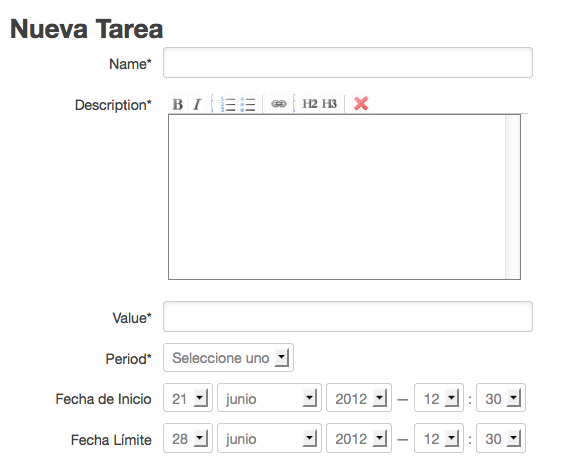 Nueva Tarea
Name*
Description* B I H2 H3
Value*
Period* Seleccione uno
Fecha de Inicio 21 junio 2012 — 12 : 30
Fecha Límite 28 junio 2012 — 12 : 30